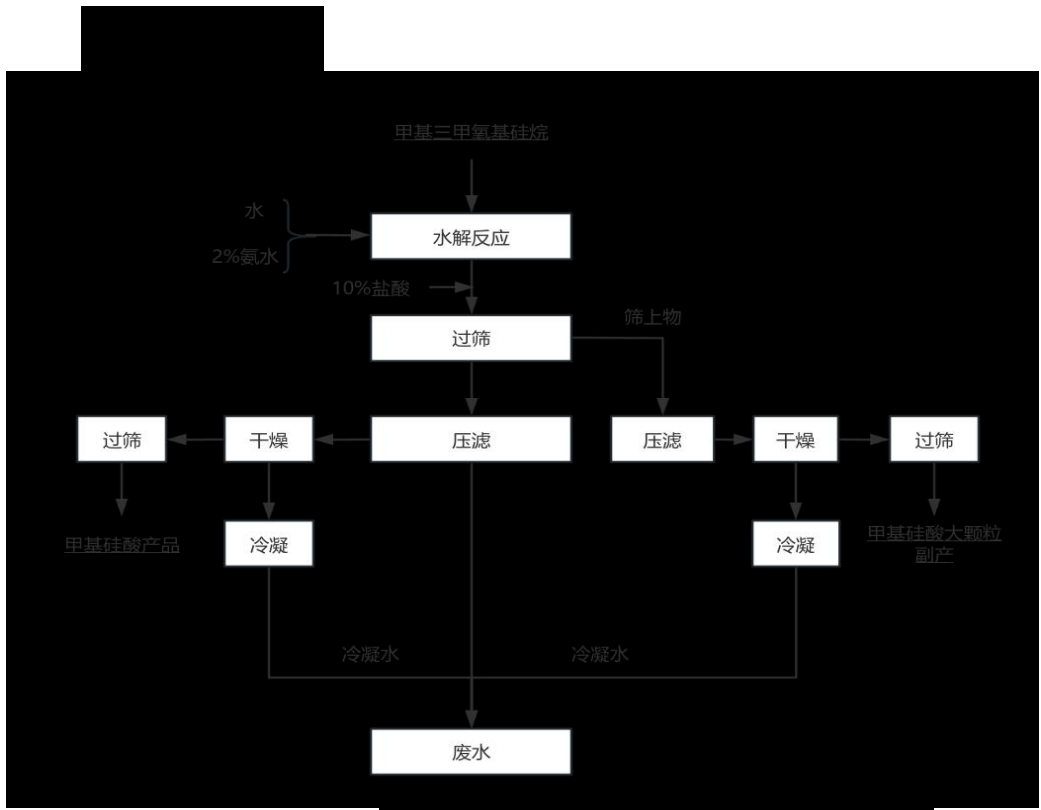 甲基三甲氧基硅烷
水
水解反应
2%氨水
10%盐酸
筛上物
过筛
过筛
干燥
压滤
压滤
干燥
过筛
甲基硅酸产品
冷凝
冷凝
甲基硅酸大颗粒
副产
冷凝水
冷凝水
废水